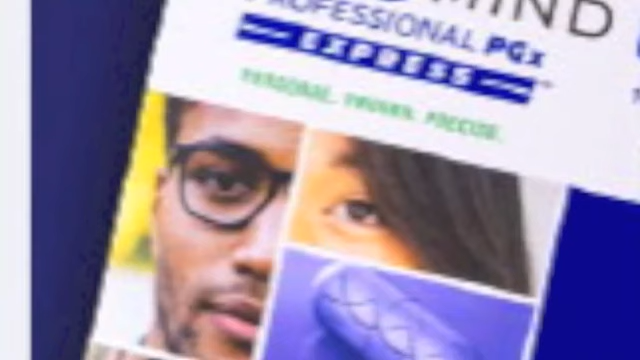 MIND
PROFESSIONAL PGx
EXPRESS
PERSONAL. PROVEN. PRECISE.